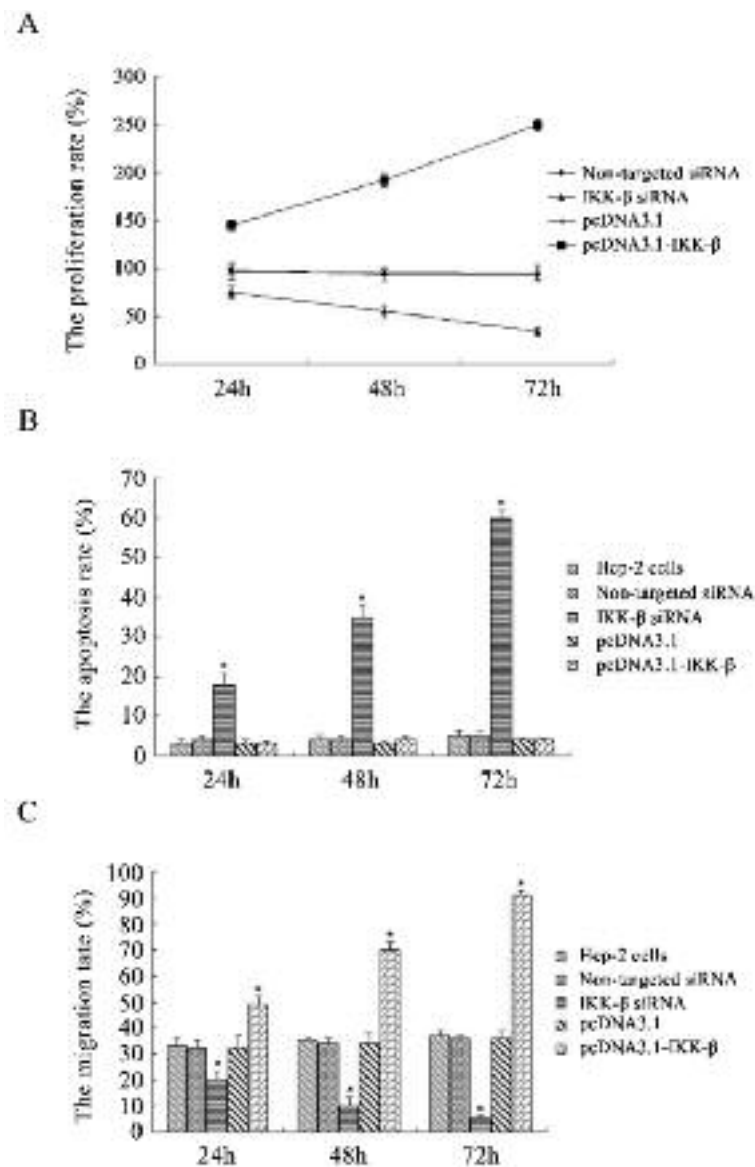 A
The proliferation rate (%)
300
250
200
150
100
50
0
24h 48h 72h
Non-targeted siRNA
IKK-β siRNA
pcDNA3.1
pcDNA3.1-IKK-β
B
The apoptosis rate (%)
70
60
50
40
30
20
10
0
* * *
24h 48h 72h
Hep-2 cells
Non-targeted siRNA
IKK-β siRNA
pcDNA3.1
pcDNA3.1-IKK-β
C
The migration rate (%)
100
90
80
70
60
50
40
30
20
10
0
* * * * * *
24h 48h 72h
Hep-2 cells
Non-targeted siRNA
IKK-β siRNA
pcDNA3.1
pcDNA3.1-IKK-β